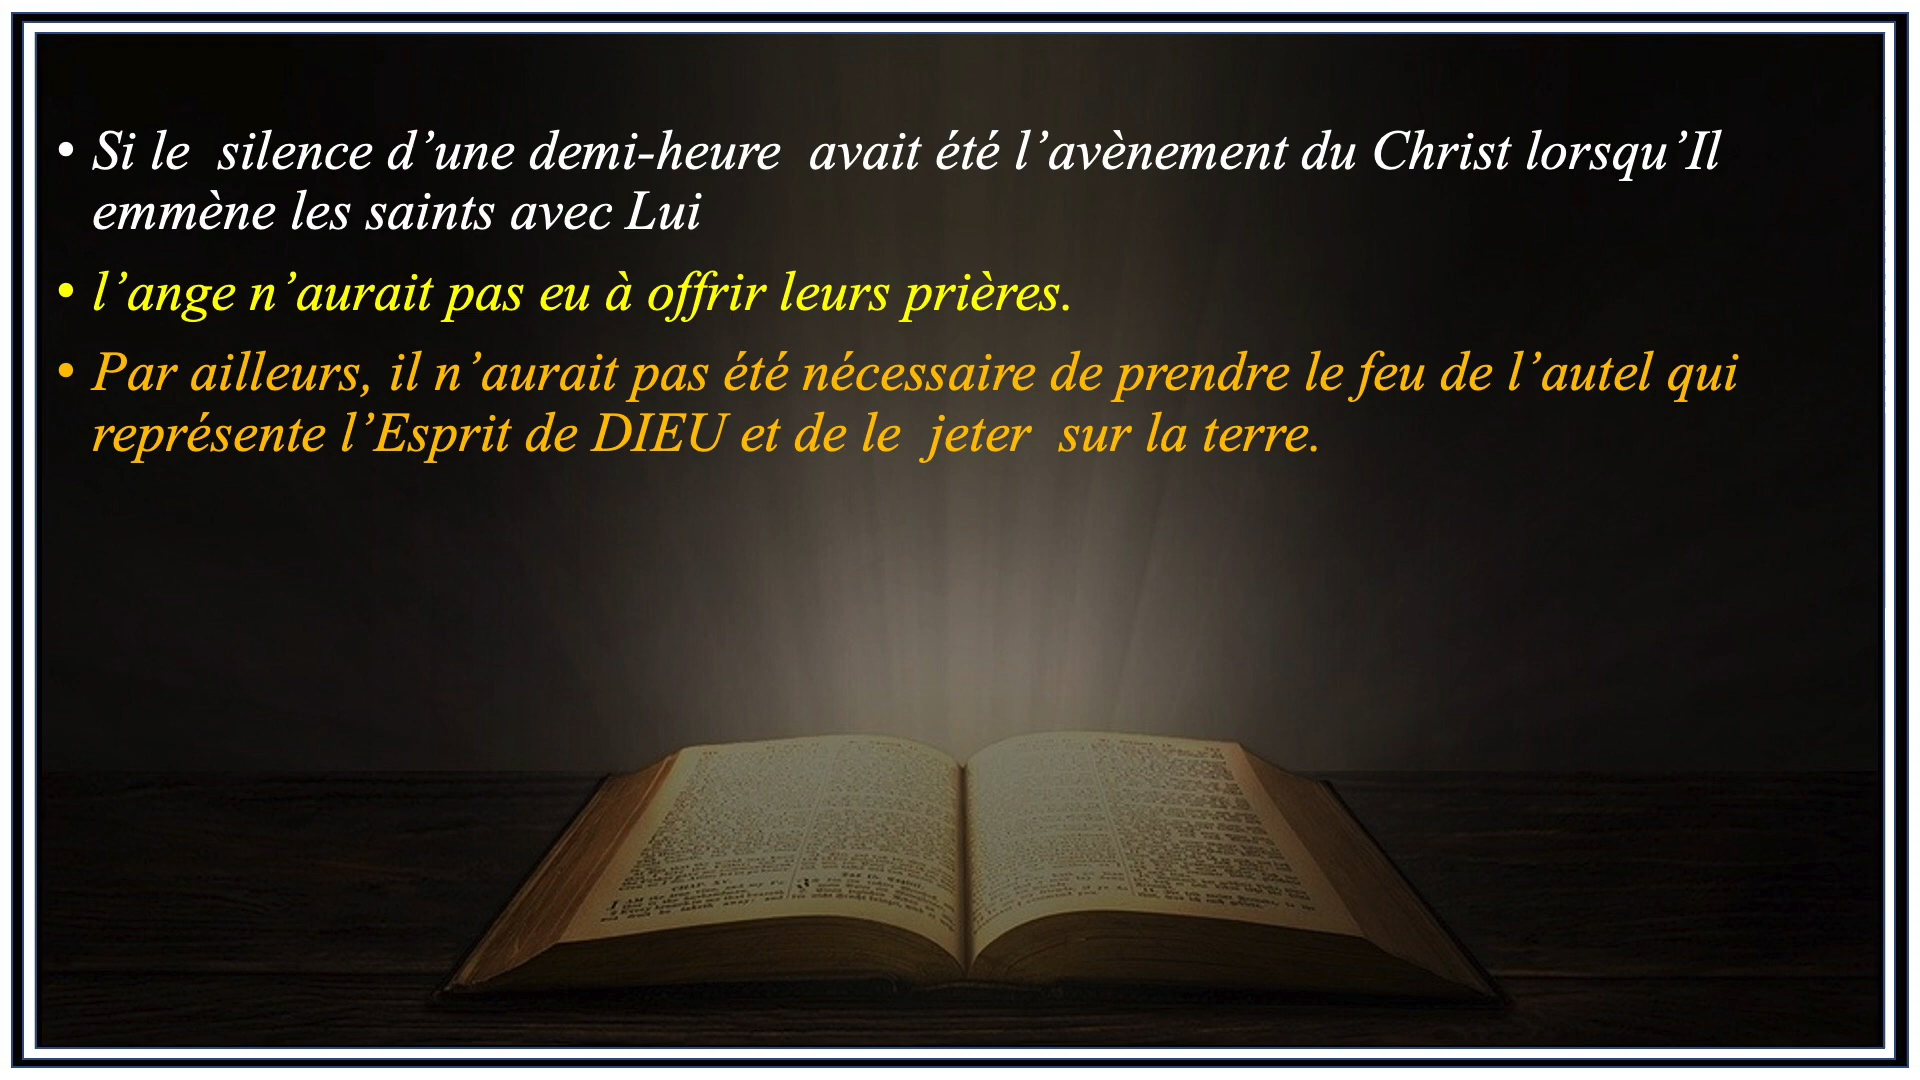 • Si le  silence d’une demi-heure  avait été l’avènement du Christ lorsqu’Il
emmène les saints avec Lui
• l’ange n’aurait pas eu à offrir leurs prières.
• Par ailleurs, il n’aurait pas été nécessaire de prendre le feu de l’autel qui
représente l’Esprit de DIEU et de le  jeter  sur la terre.